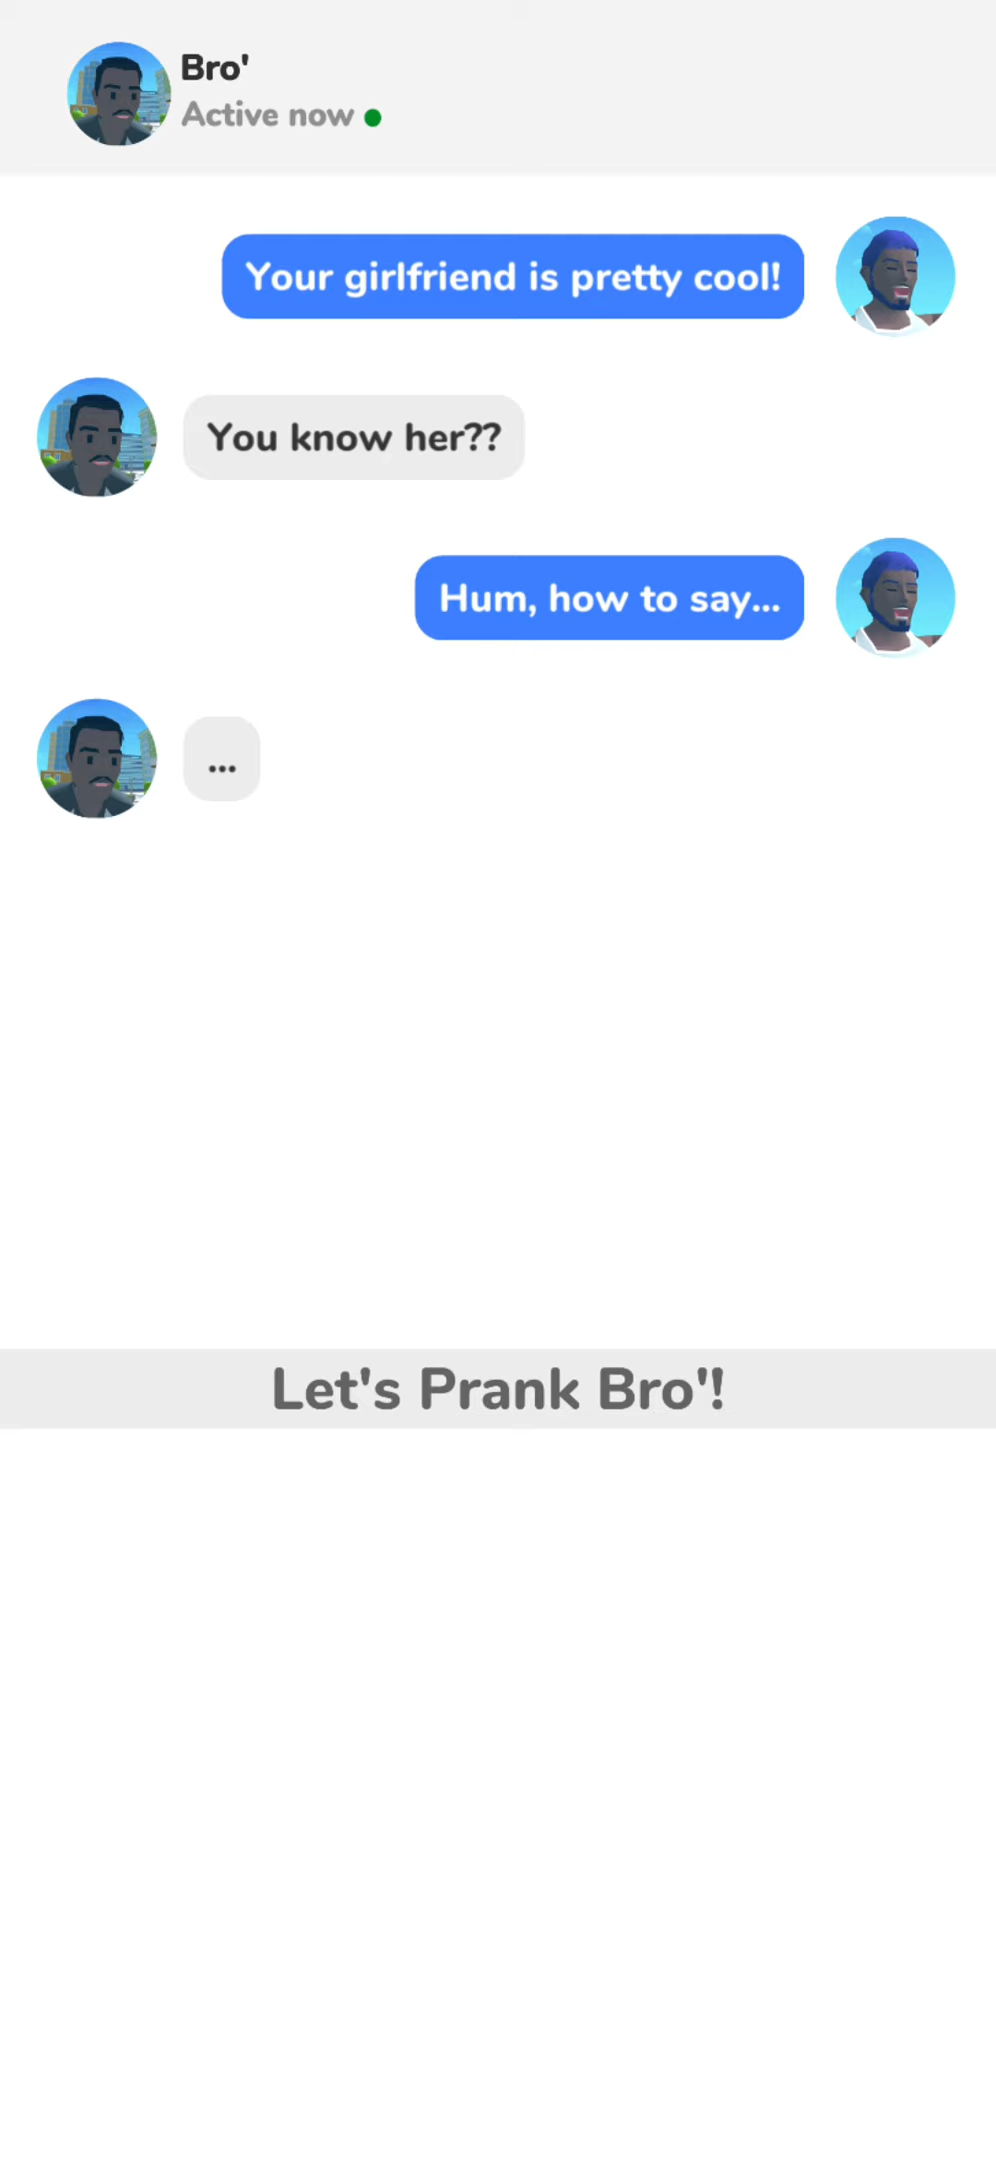 Bro'
Active now
Your girlfriend is pretty cool!
You know her??
Hum, how to say...
...
Let's Prank Bro'!